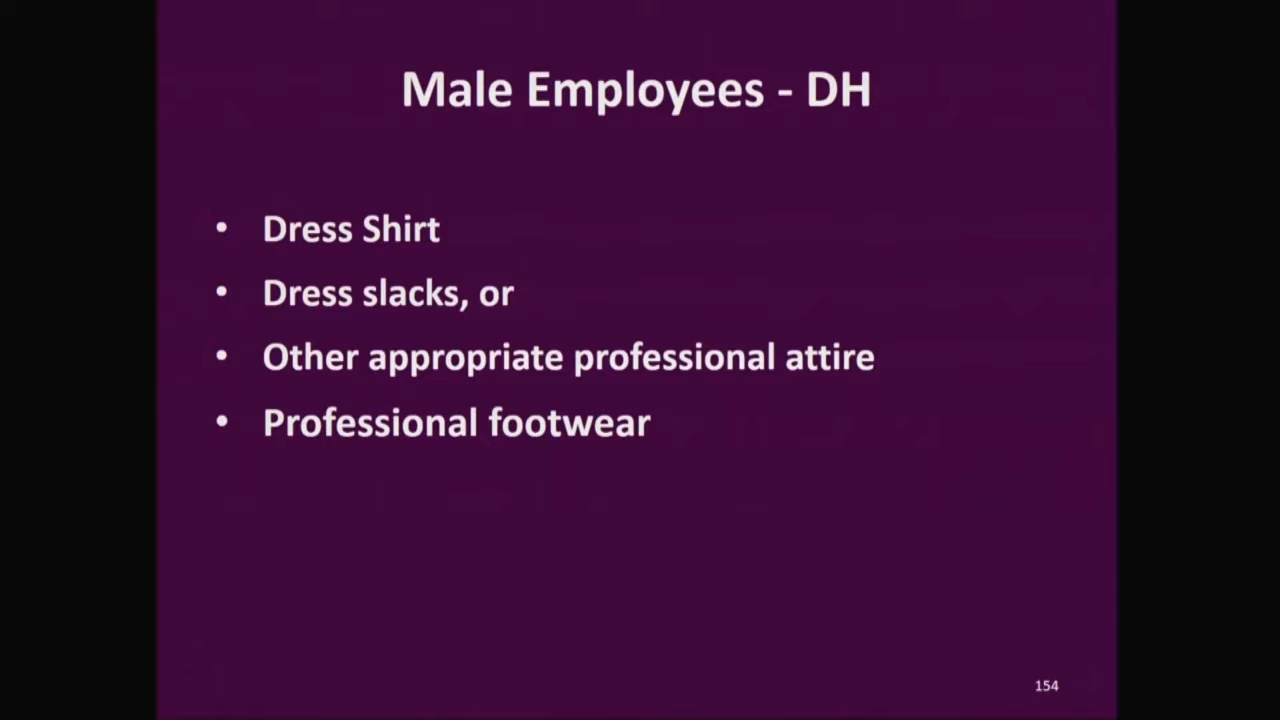 Male Employees - DH
• Dress Shirt
• Dress slacks, or
• Other appropriate professional attire
• Professional footwear
154